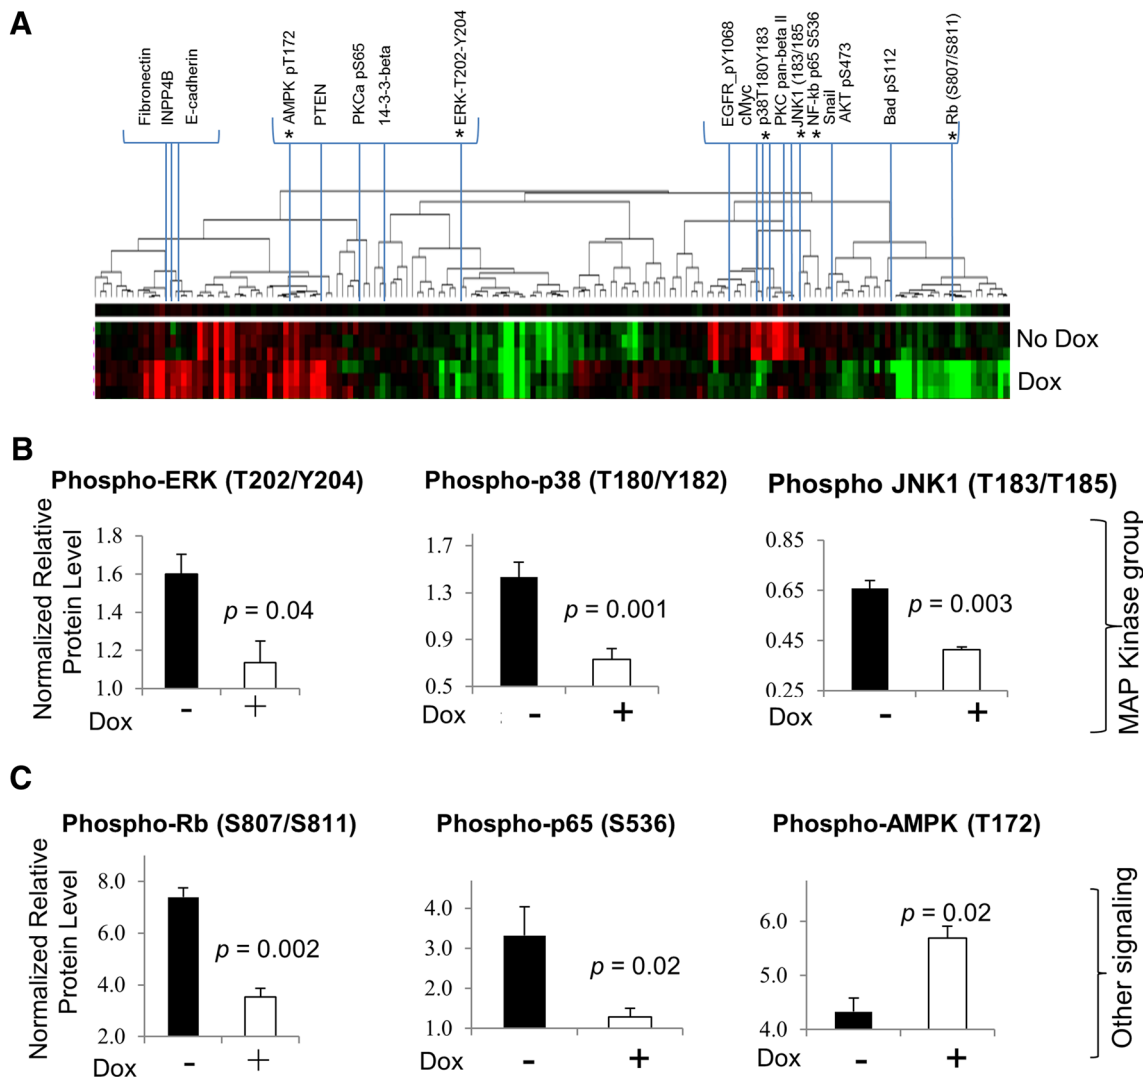 A
Fibronectin
INPP4B
E-cadherin
* AMPK pT172
PTEN
PKCa pS65
14-3-3-beta
* ERK-T202-Y204
EGFR_pY1068
cMyc
* p38T180Y183
PKC pan-beta II
* JNK1 (183/185
* NF-kb p65 S536
Snail
AKT pS473
Bad pS112
* Rb (S807/S811)
No Dox
Dox
B
Phospho-ERK (T202/Y204)
Phospho-p38 (T180/Y182)
Phospho JNK1 (T183/T185)
Normalized Relative
Protein Level
1.8
1.6
1.4
1.2
1.0
p = 0.04
Dox - +
1.7
1.3
0.9
0.5
p = 0.001
Dox - +
0.85
0.65
0.45
0.25
p = 0.003
Dox - +
MAP Kinase group
C
Phospho-Rb (S807/S811)
Phospho-p65 (S536)
Phospho-AMPK (T172)
Normalized Relative
Protein Level
8.0
6.0
4.0
2.0
p = 0.002
Dox - +
4.0
3.0
2.0
1.0
p = 0.02
Dox - +
6.0
5.0
4.0
p = 0.02
Dox - +
Other signaling